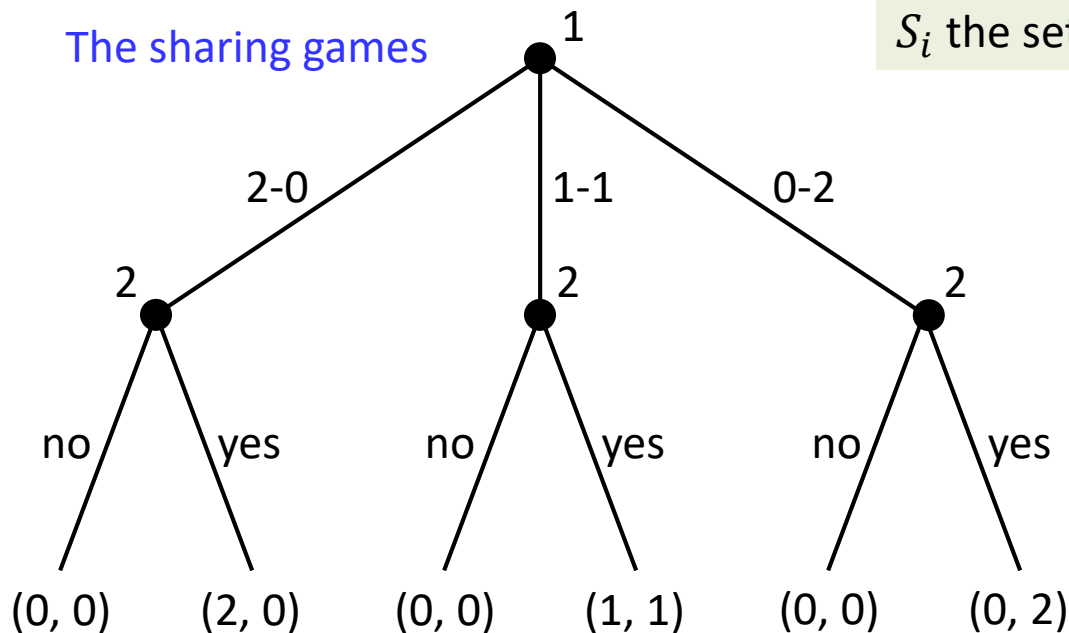 The sharing games
1
𝑆𝑖 the set
2-0
1-1
0-2
2
2
2
no
yes
no
yes
no
yes
(0, 0)
(2, 0)
(0, 0)
(1, 1)
(0, 0)
(0, 2)